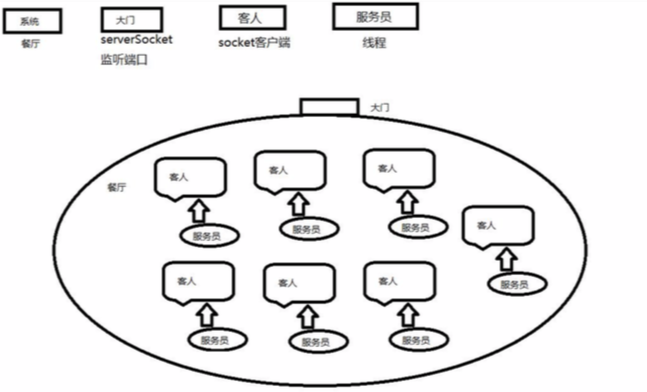 系统
大门
客人
服务员
餐厅
serverSocket
监听端口
socket客户端
线程
大门
餐厅
客人
客人
客人
客人
服务员
服务员
服务员
服务员
客人
客人
客人
服务员
服务员
服务员